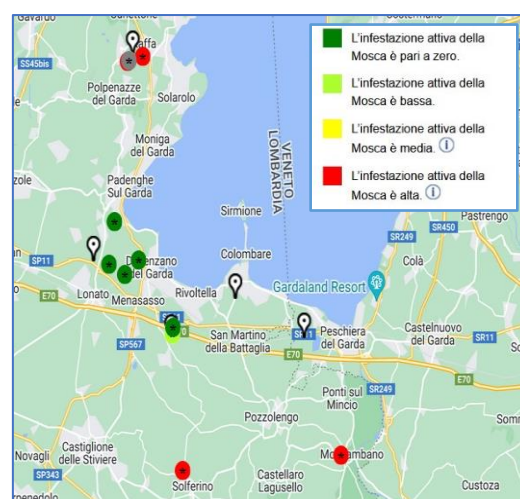 Gavardo
Soiano
SS45bis
Raffa
Polpenazze
del Garda
Solarolo
Moniga
del Garda
Padenghe
Sul Garda
VENETO
LOMBARDIA
Sirmione
Colombare
SP11
Desenzano
del Garda
Lonato
Menasasso
Rivoltella
E70
SP567
San Martino
della Battaglia
SR11
E70
Gardaland Resort
Peschiera
del Garda
SR249
Colà
SR450
Pastrengo
Castelnuovo
del Garda
SR11
E70
Ponti sul
Mincio
SR249
Pozzolengo
Castiglione
delle Stiviere
Novagli
SP343
Solferino
Castellaro
Lagusello
Custoza
L'infestazione attiva della
Mosca è pari a zero.
L'infestazione attiva della
Mosca è bassa.
L'infestazione attiva della
Mosca è media.
L'infestazione attiva della
Mosca è alta.